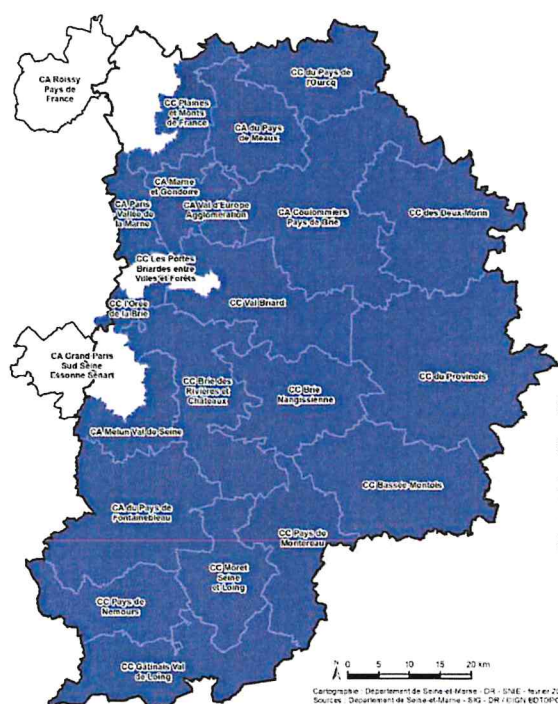 CA Roissy
Pays de
France
CC du Pays de
l'Ourcq
CC Plaines
et Monts
de France
CA du Pays
de Meaux
CA Marne
et Gondoire
CA Paris
Vallée de
la Marne
CA Val d'Europe
Agglomération
CA Coulommiers
Pays de Brie
CC des Deux Morin
CC Les Portes
Briardes entre
Villes et Forêts
CC l'Orée
de la Brie
CC Val Briard
CA Grand Paris
Sud Seine
Essonne Sénart
CC Brie des
Rivières et
Châteaux
CC Brie
Nangissienne
CC du Provinois
CA Melun Val de Seine
CC Bassée Montois
CA du Pays de
Fontainebleau
CC Pays de
Montereau
CC Moret
Seine
et Loing
CC Pays de
Nemours
CC Gâtinais Val
de Loing
N
0 5 10 20 km
Cartographie : Département de Seine-et-Marne - DR - SNIE - février 20
Sources : Département de Seine-et-Marne - SIG - DR / ©IGN BDTOPO